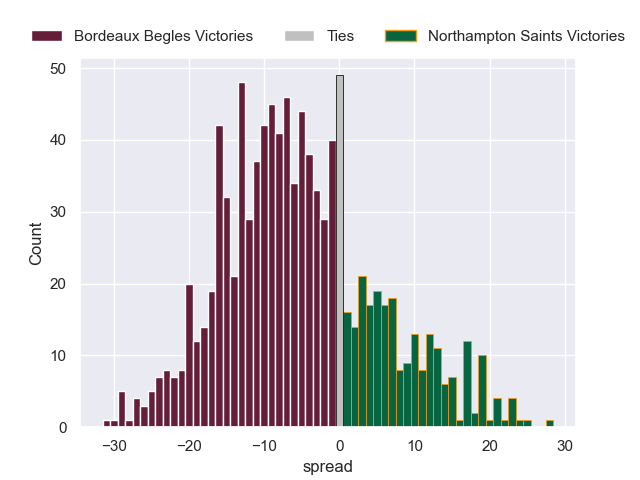 Bordeaux Begles Victories Ties Northampton Saints Victories
50
40
30
20
10
0
Count
−30 −20 −10 0 10 20 30
spread